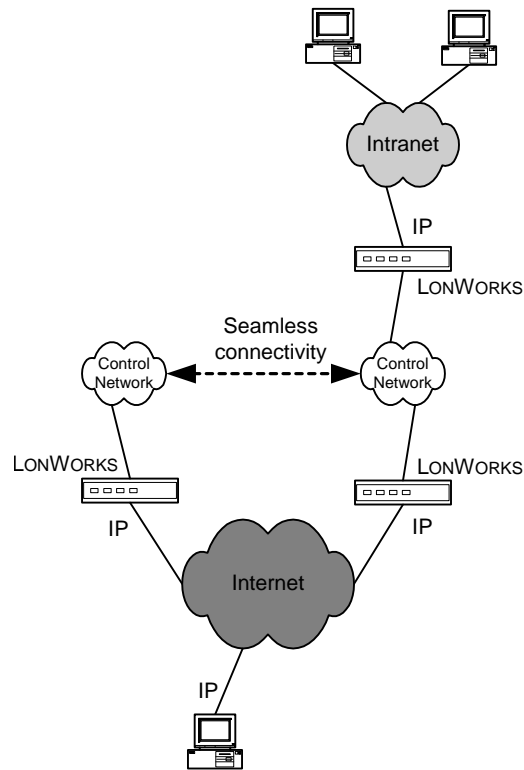 Intranet
IP
LONWORKS
Seamless
connectivity
Control
Network
Control
Network
LONWORKS
LONWORKS
IP
IP
Internet
IP